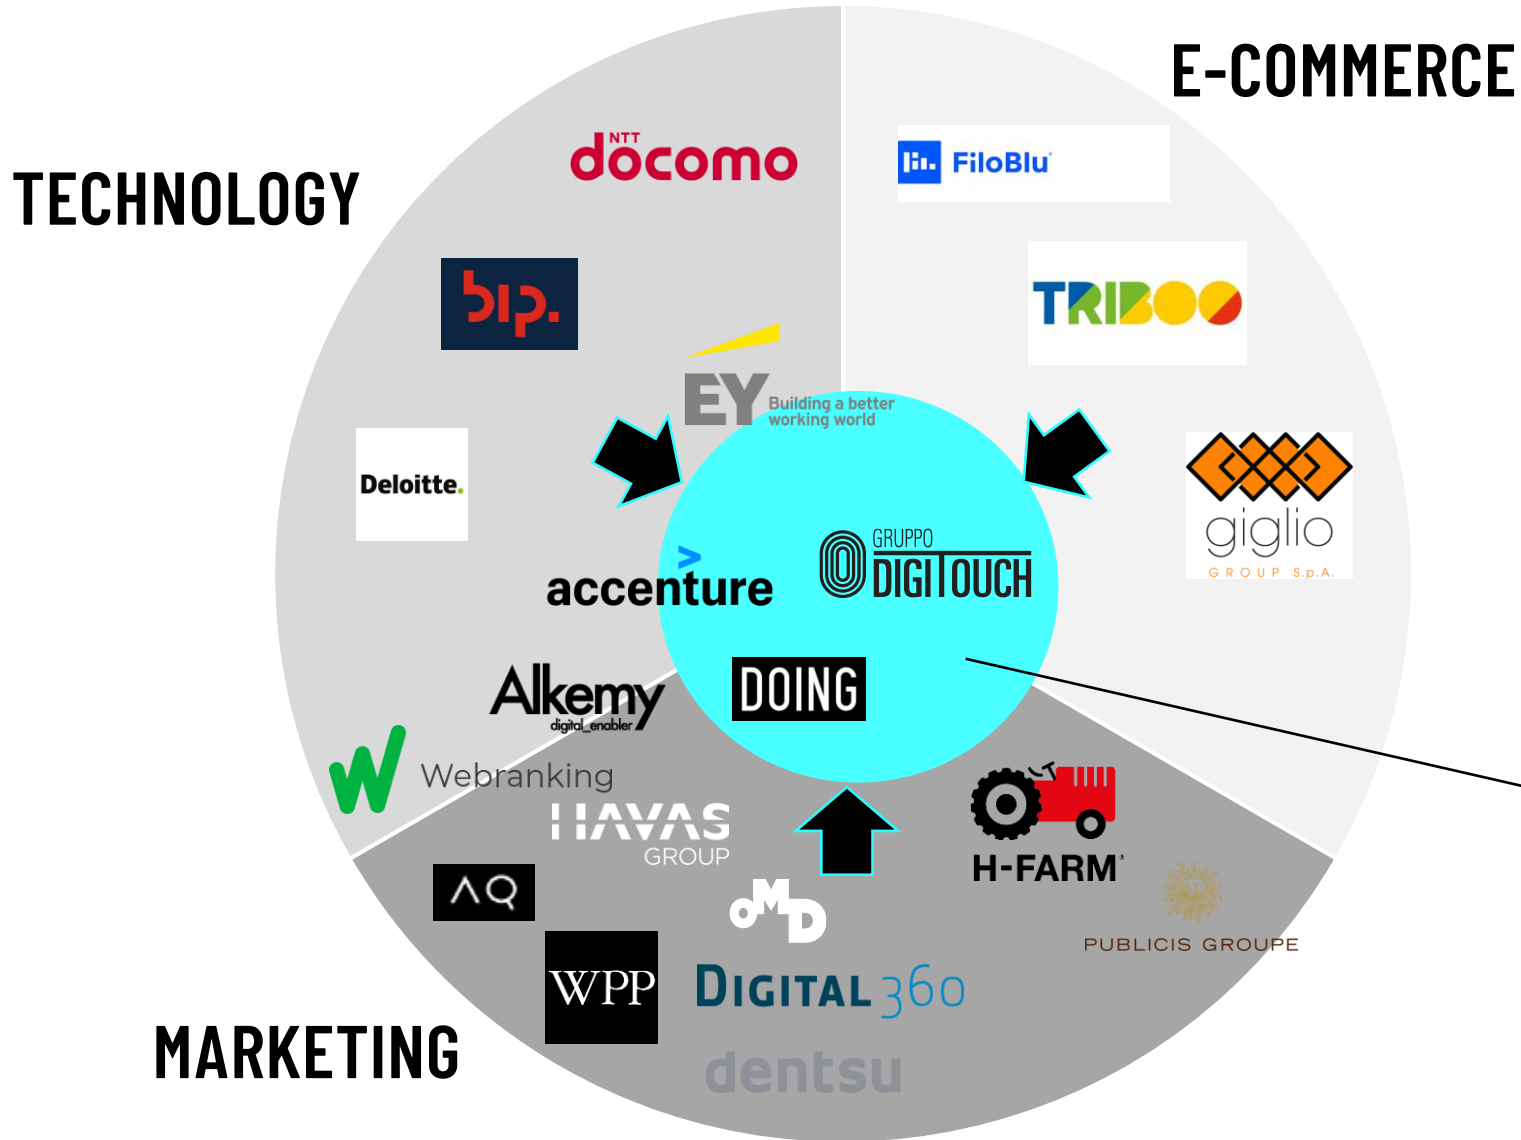 E-COMMERCE
TECHNOLOGY
NTT
docomo
FiloBlu
bip.
TRIBOO
EY
Building a better
working world
Deloitte.
giglio
GROUP S.p.A.
GRUPPO
DIGITOUCH
accenture
Alkemy
digital_enabler
DOING
Webranking
HAVAS
GROUP
H-FARM
AQ
OMD
PUBLICIS GROUPE
WPP
DIGITAL 360
MARKETING
dentsu